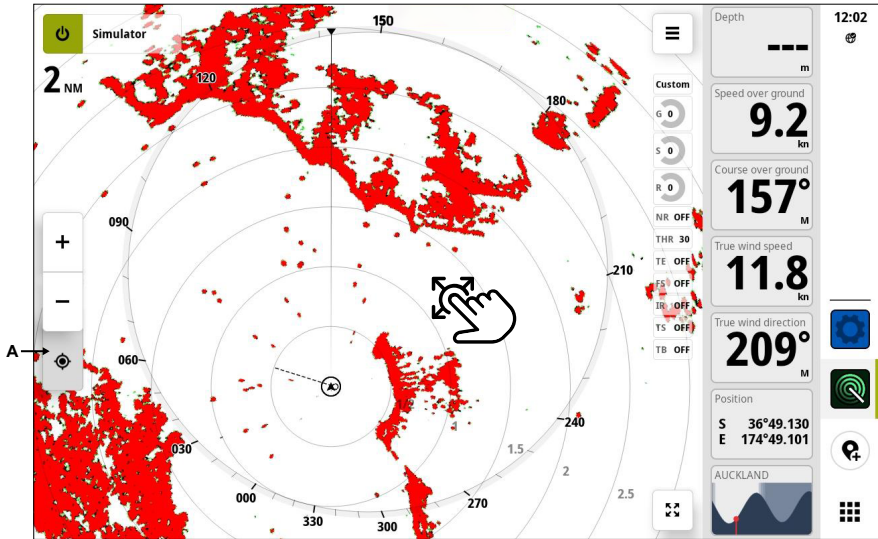 Simulator
2 NM
A
+
−
150
180
210
240
270
300
330
000
030
060
090
120
1
1.5
2
2.5
Custom
G 0
S 0
R 0
NR OFF
THR 30
TE OFF
FS OFF
IR OFF
TS OFF
TB OFF
Depth
---
m
Speed over ground
9.2
kn
Course over ground
157°
M
True wind speed
11.8
kn
True wind direction
209°
M
Position
S 36°49.130
E 174°49.101
AUCKLAND
12:02